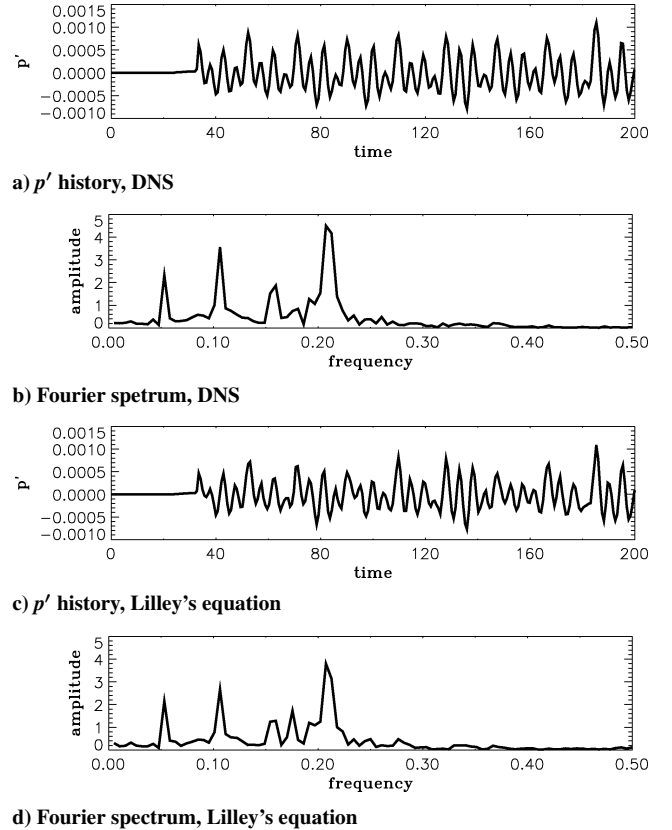 0.0015
0.0010
0.0005
0.0000
−0.0005
−0.0010
p'
0 40 80 120 160 200
time
a) p′ history, DNS
5
4
3
2
1
0
amplitude
0.00 0.10 0.20 0.30 0.40 0.50
frequency
b) Fourier spetrum, DNS
0.0015
0.0010
0.0005
0.0000
−0.0005
−0.0010
p'
0 40 80 120 160 200
time
c) p′ history, Lilley’s equation
5
4
3
2
1
0
amplitude
0.00 0.10 0.20 0.30 0.40 0.50
frequency
d) Fourier spectrum, Lilley’s equation